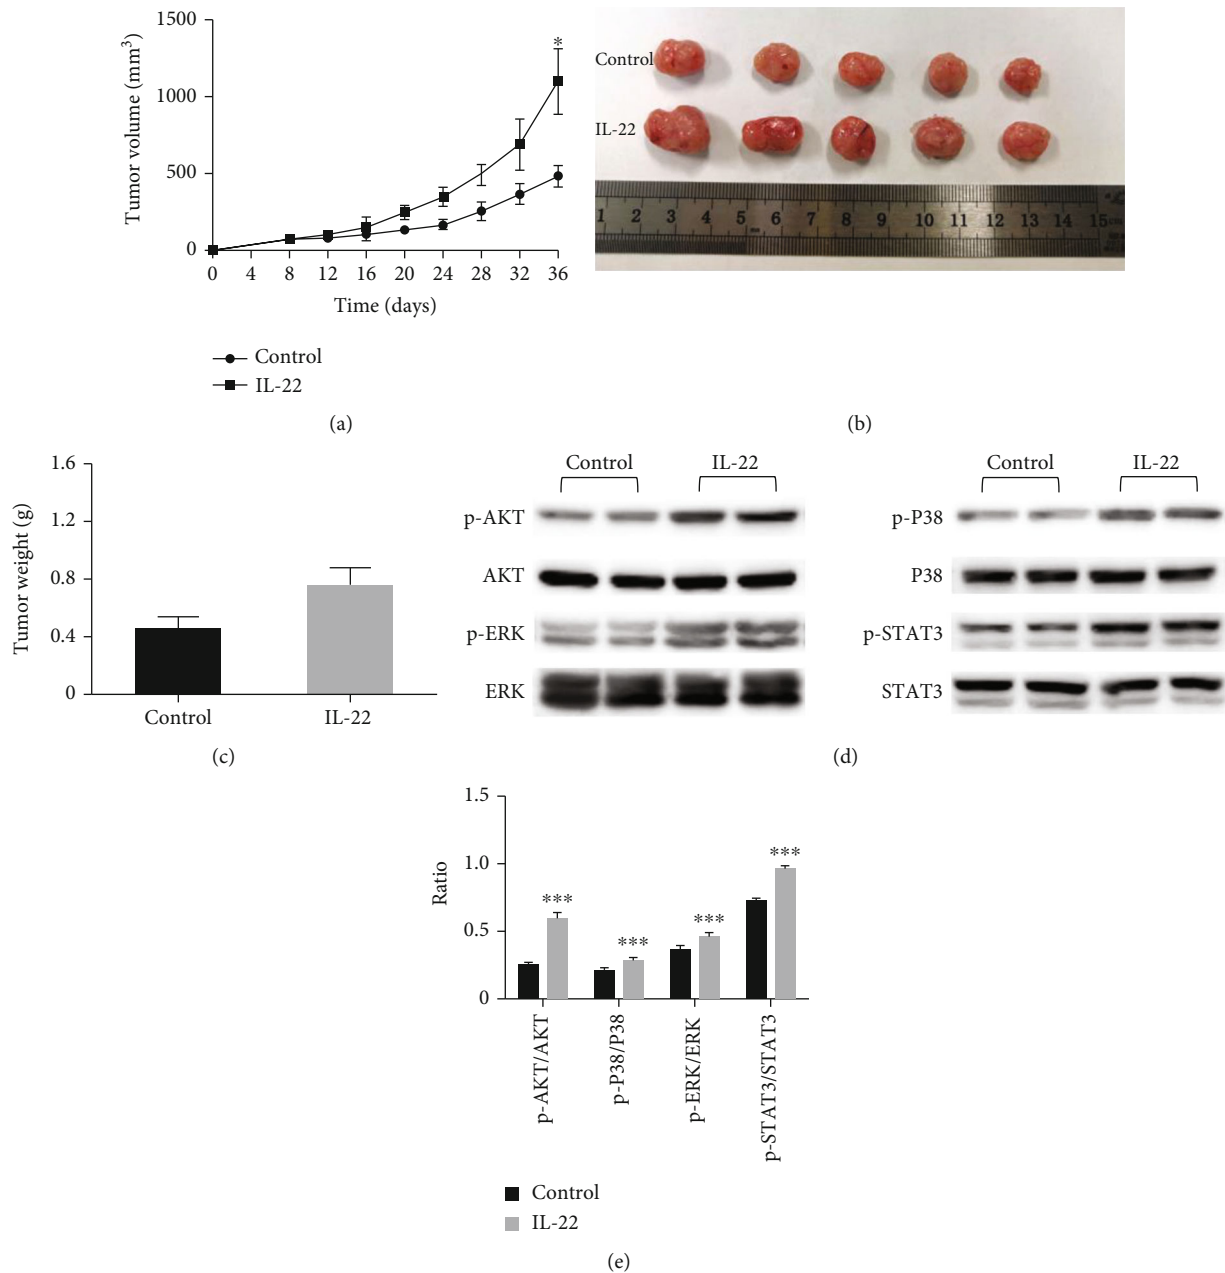 1500
1000
500
0
Tumor volume (mm³)
*
0 4 8 12 16 20 24 28 32 36
Time (days)
Control
IL-22
(a)
Control
IL-22
1 2 3 4 5 6 7 8 9 10 11 12 13 14 15
(b)
1.6
1.2
0.8
0.4
0
Tumor weight (g)
Control IL-22
(c)
Control IL-22
p-AKT
AKT
p-ERK
ERK
Control IL-22
p-P38
P38
p-STAT3
STAT3
(d)
1.5
1.0
0.5
0
Ratio
*** *** *** ***
p-AKT/AKT
p-P38/P38
p-ERK/ERK
p-STAT3/STAT3
Control
IL-22
(e)